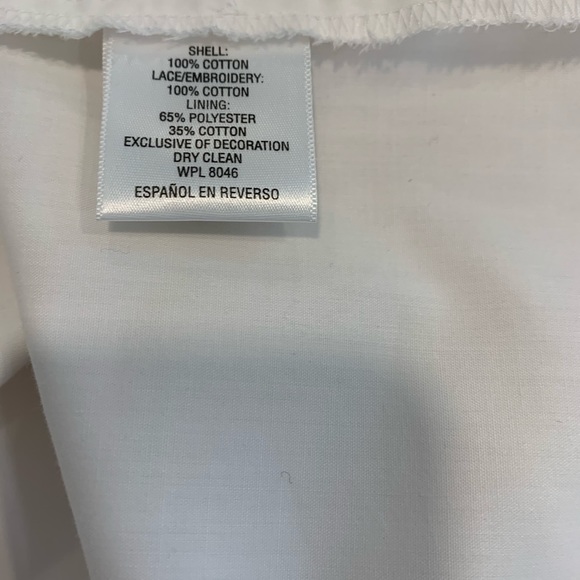 SHELL:
100% COTTON
LACE/EMBROIDERY:
100% COTTON
LINING:
65% POLYESTER
35% COTTON
EXCLUSIVE OF DECORATION
DRY CLEAN
WPL 8046
ESPAÑOL EN REVERSO